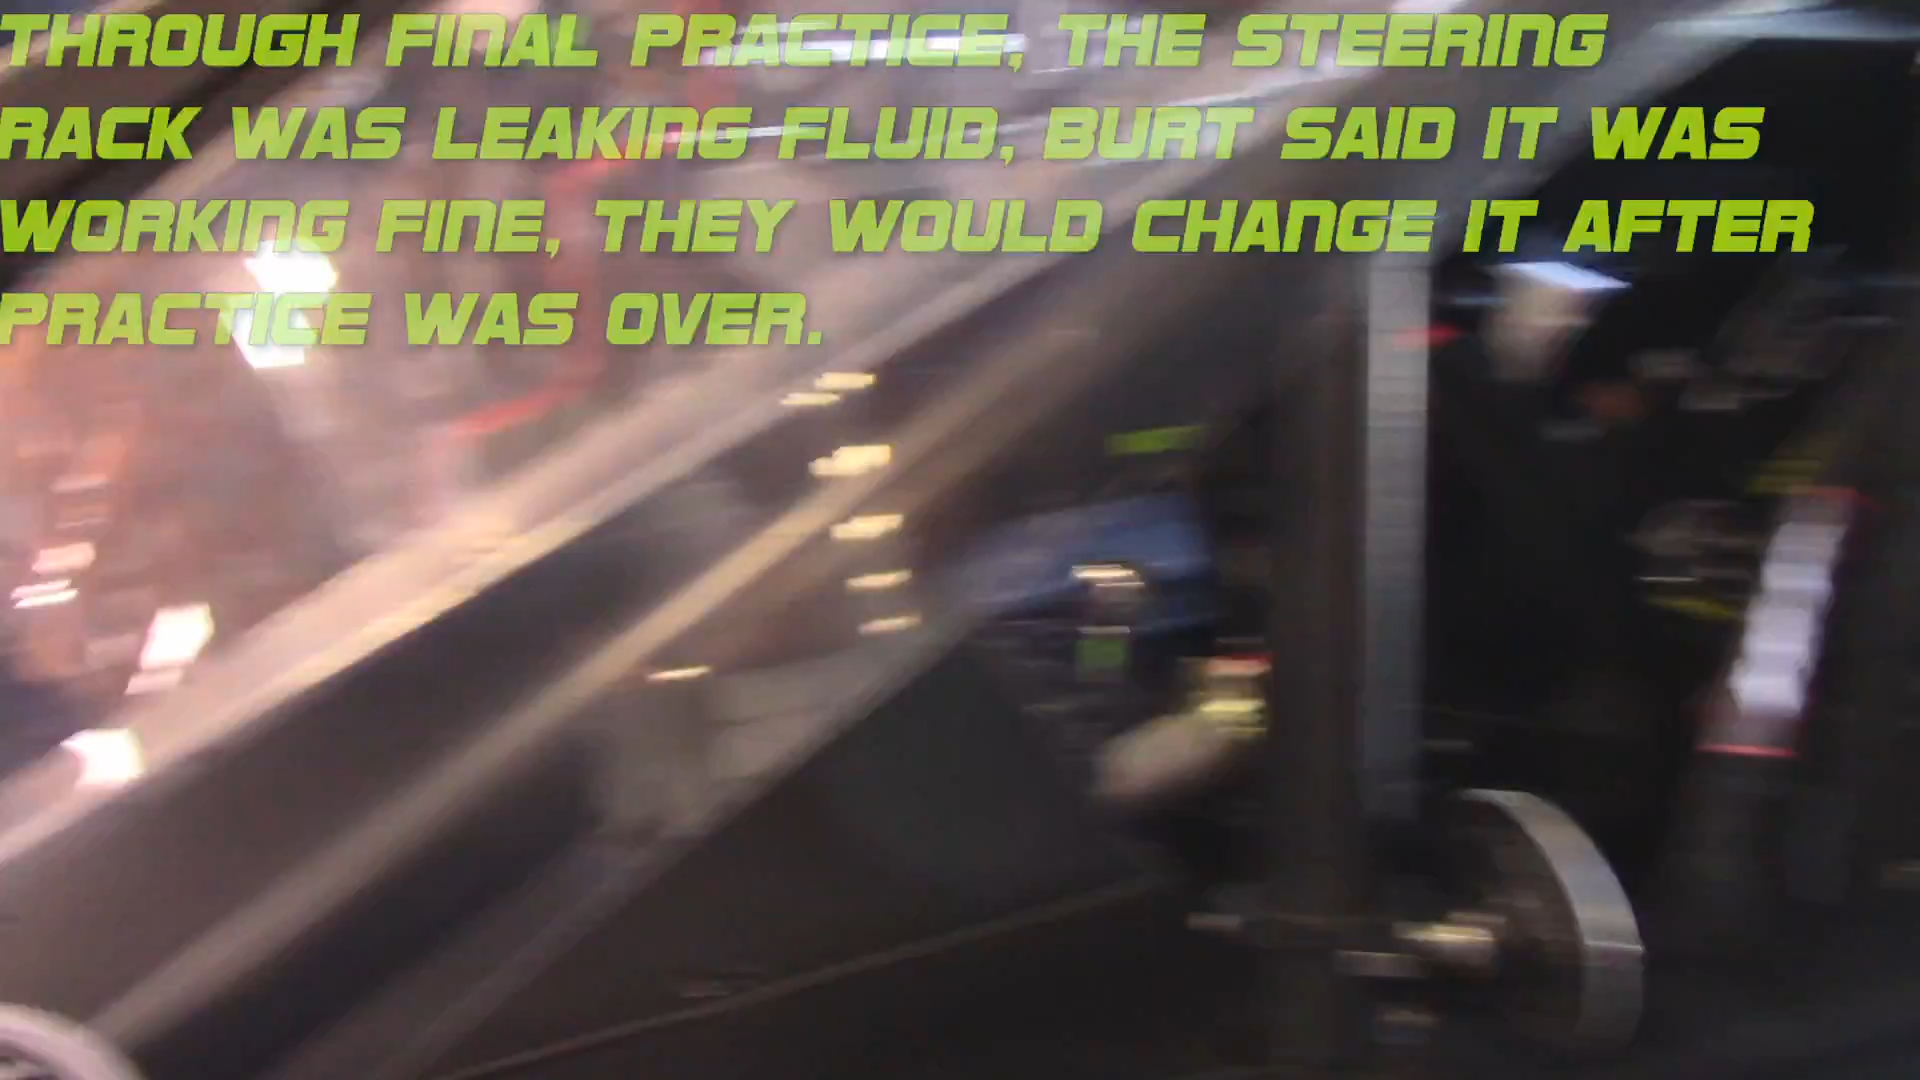 THROUGH FINAL PRACTICE, THE STEERING
RACK WAS LEAKING FLUID, BURT SAID IT WAS
WORKING FINE, THEY WOULD CHANGE IT AFTER
PRACTICE WAS OVER.